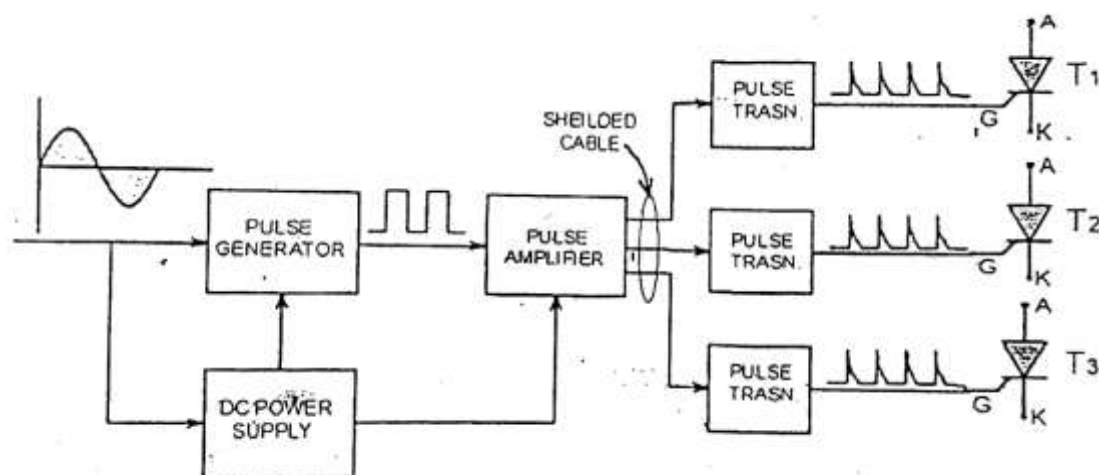 A
T1
PULSE
TRASN.
G
K
SHEILDED
CABLE
A
T2
PULSE
GENERATOR
PULSE
AMPLIFIER
PULSE
TRASN.
G
K
A
T3
PULSE
TRASN.
G
K
DC POWER
SUPPLY